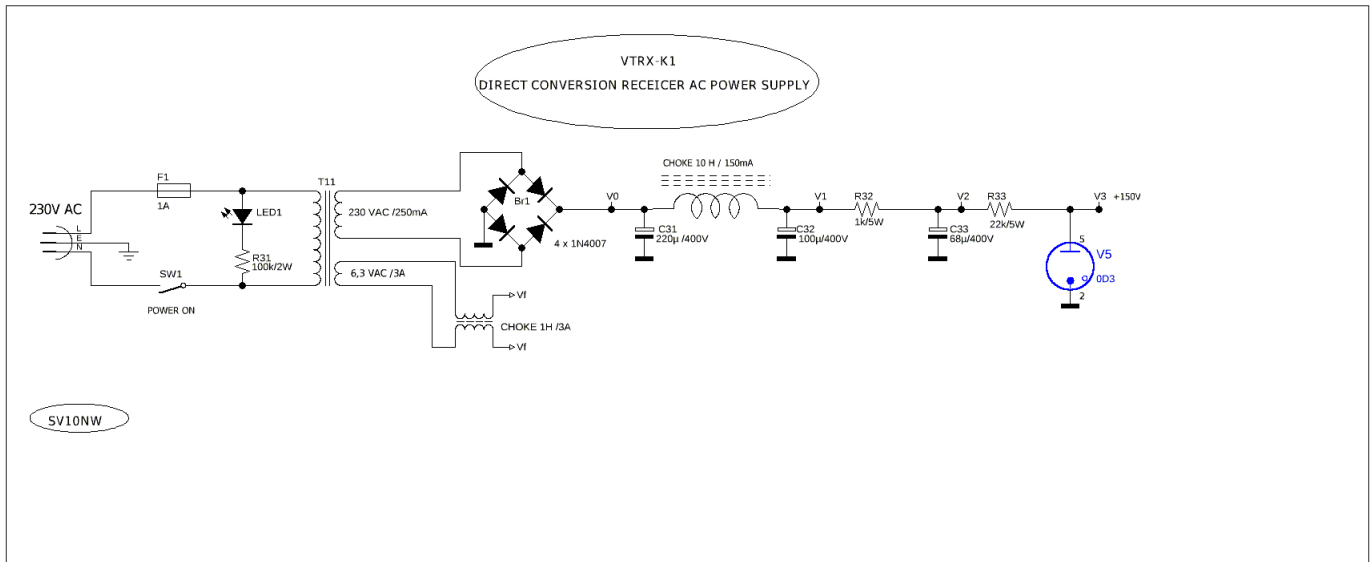 VTRX-K1
DIRECT CONVERSION RECEICER AC POWER SUPPLY
CHOKE 10 H / 150mA
F1
1A
T11
230V AC
L
E
N
LED1
R31
100k/2W
SW1
POWER ON
230 VAC /250mA
6,3 VAC /3A
Br1
4 x 1N4007
Vf
CHOKE 1H /3A
Vf
V0
C31
220µ /400V
V1
C32
100µ/400V
R32
1k/5W
V2
C33
68µ/400V
R33
22k/5W
V3 +150V
5
V5
0D3
2
SV10NW